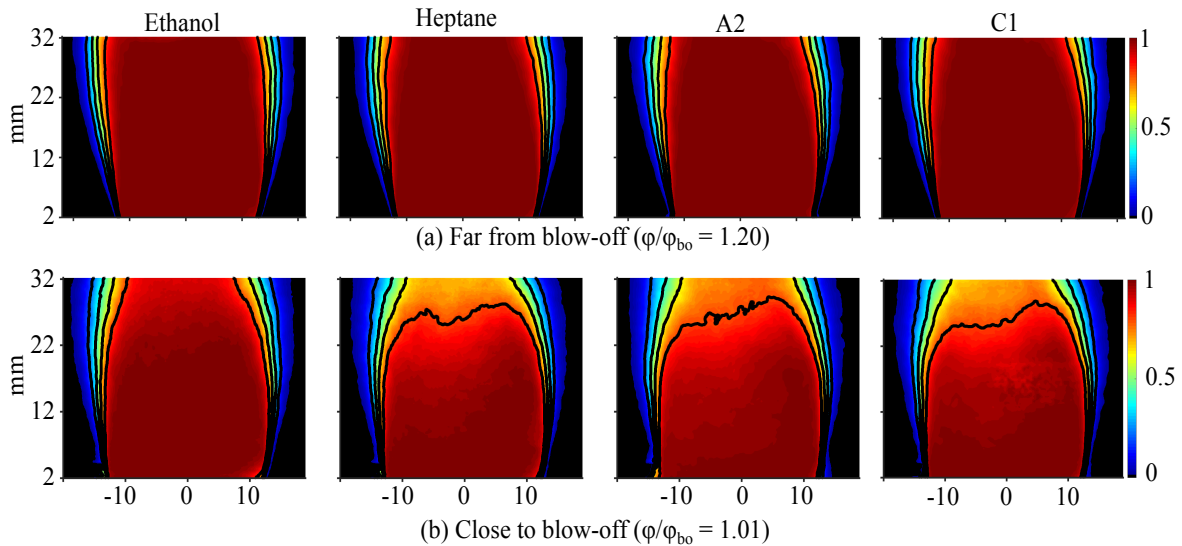 Ethanol Heptane A2 C1
32 1
22
mm 0.5
12
2 0
(a) Far from blow-off (φ/φbo = 1.20)
32 1
22
mm 0.5
12
2 0
-10 0 10 -10 0 10 -10 0 10 -10 0 10
(b) Close to blow-off (φ/φbo = 1.01)